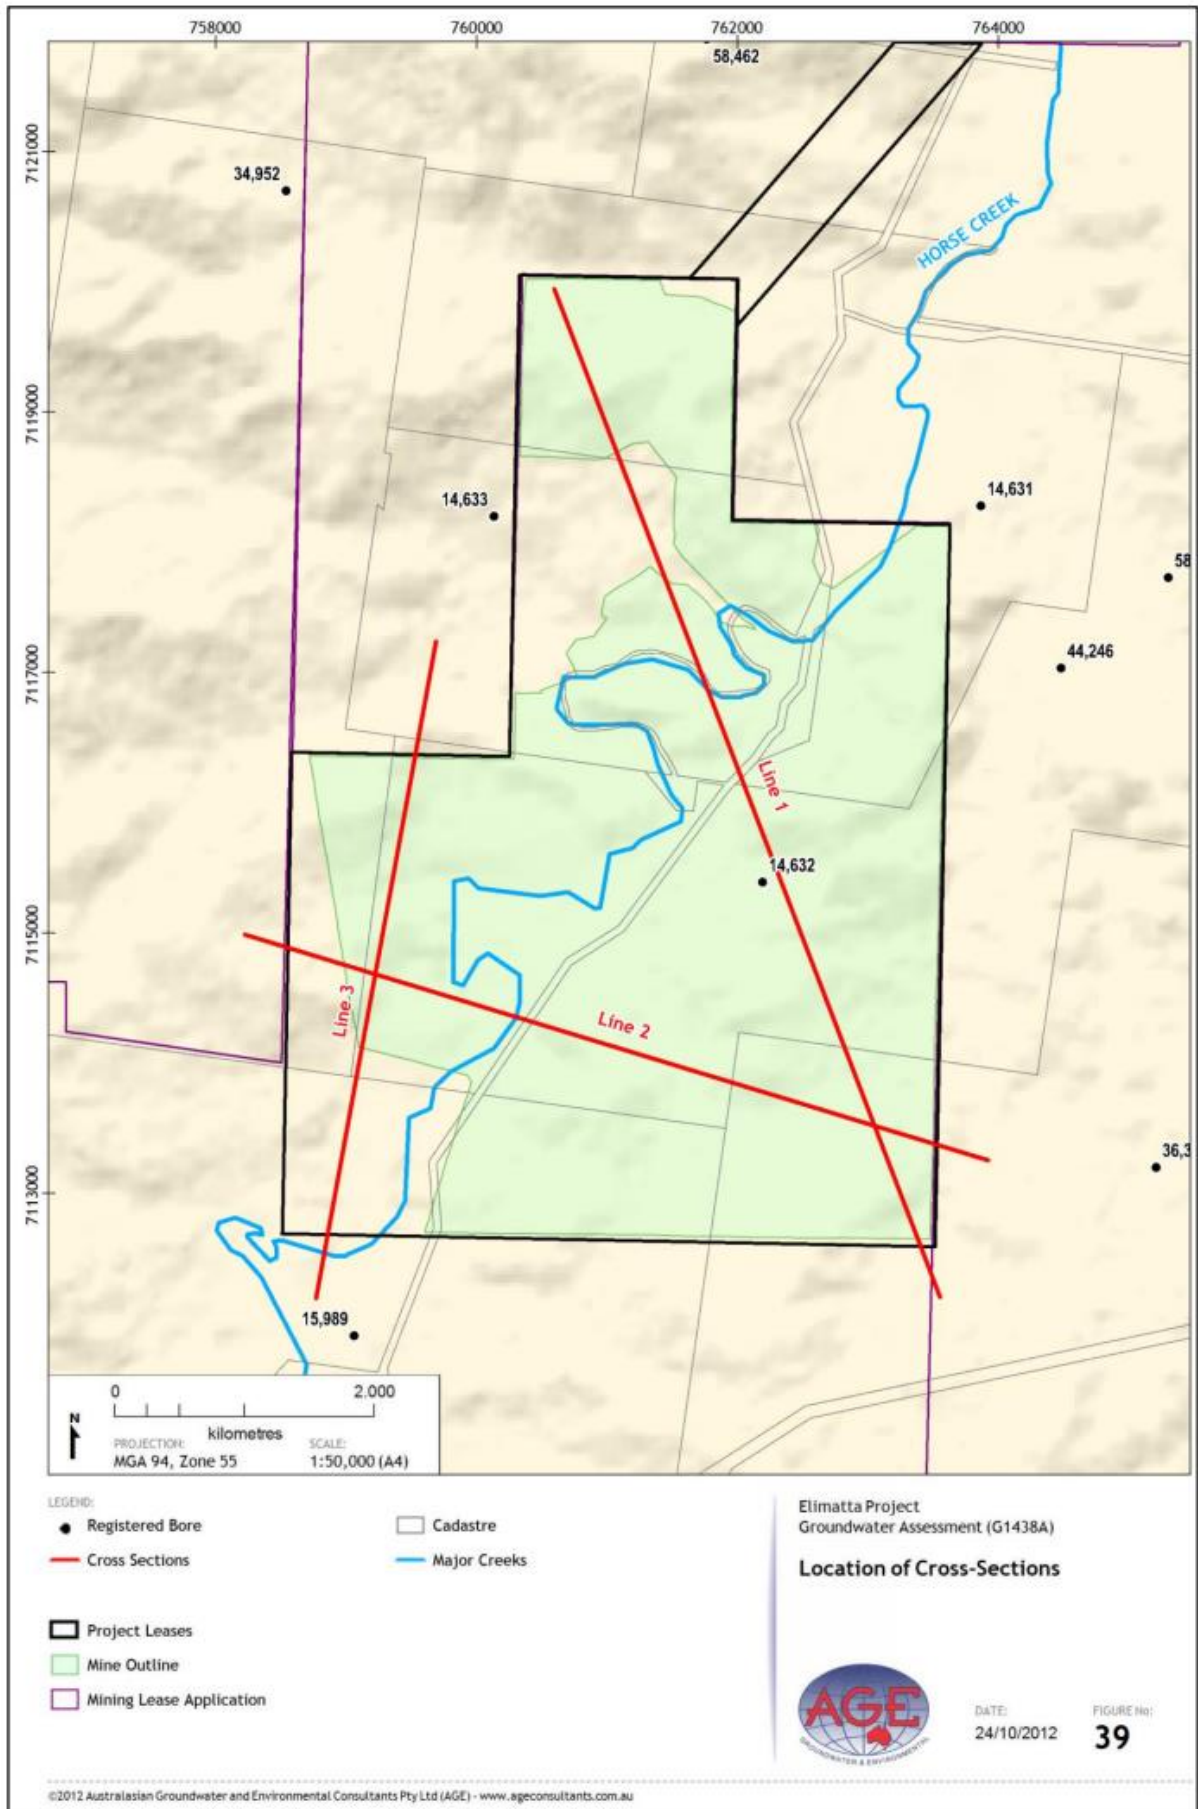 758000
760000
762000
764000
7121000
7119000
7117000
7115000
7113000
58,462
34,952
HORSE CREEK
14,633
14,631
58
44,246
Line 1
14,632
Line 3
Line 2
36,3
15,989
0
2.000
kilometres
N
PROJECTION:
MGA 94, Zone 55
SCALE:
1:50,000 (A4)
LEGEND:
Registered Bore
Cross Sections
Cadastre
Major Creeks
Project Leases
Mine Outline
Mining Lease Application
Elimatta Project
Groundwater Assessment (G1438A)
Location of Cross-Sections
AGE
GROUNDWATER & ENVIRONMENTAL
DATE:
24/10/2012
FIGURE No:
39
©2012 Australasian Groundwater and Environmental Consultants Pty Ltd (AGE) - www.ageconsultants.com.au